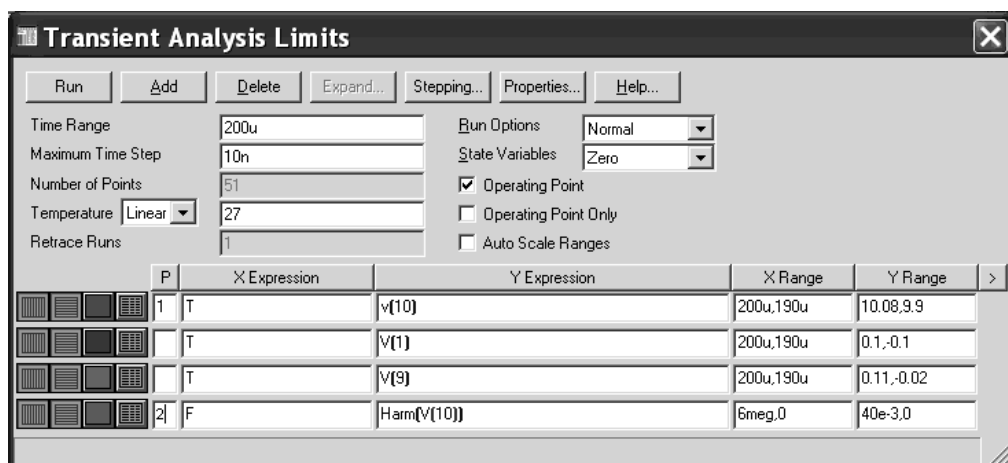 Transient Analysis Limits
Run Add Delete Expand... Stepping... Properties... Help...
Time Range 200u Run Options Normal
Maximum Time Step 10n State Variables Zero
Number of Points 51 Operating Point
Temperature Linear 27 Operating Point Only
Retrace Runs 1 Auto Scale Ranges
P X Expression Y Expression X Range Y Range >
1 T v(10) 200u,190u 10.08,9.9
T V(1) 200u,190u 0.1,-0.1
T V(9) 200u,190u 0.11,-0.02
2 F Harm(V(10)) 6meg,0 40e-3,0